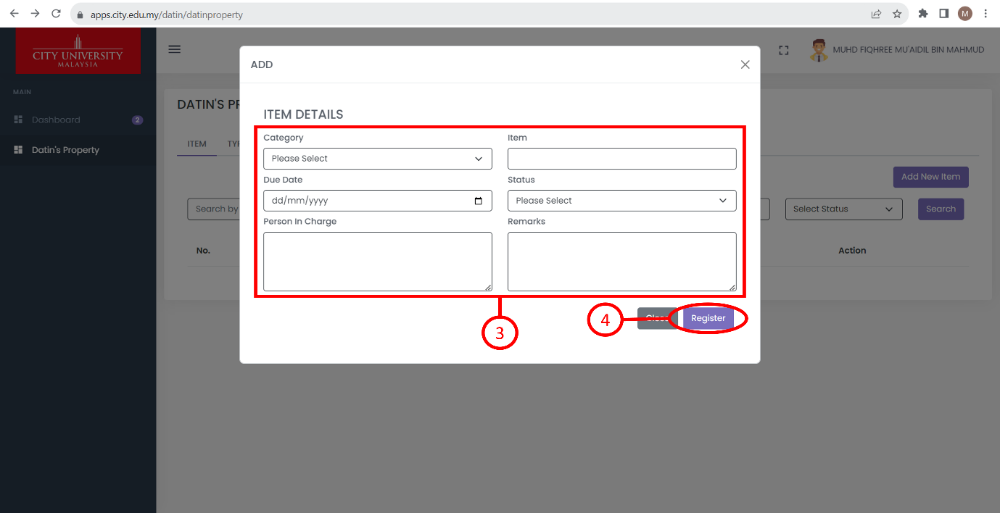 apps.city.edu.my/datin/datinproperty
M
CITY UNIVERSITY
MALAYSIA
MUHD FIQHREE MU'AIDIL BIN MAHMUD
MAIN
Dashboard 2
Datin's Property
DATIN'S PR
ITEM TYP
Add New Item
Search by
Select Status
Search
No.
Action
ADD
ITEM DETAILS
Category
Item
Please Select
Due Date
Status
dd/mm/yyyy
Please Select
Person In Charge
Remarks
Close
Register
3
4